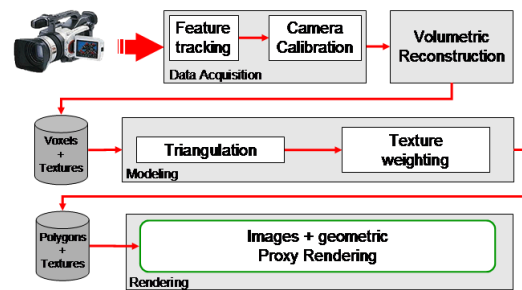 Feature
tracking
Camera
Calibration
Data Acquisition
Volumetric
Reconstruction
Voxels
+
Textures
Triangulation
Texture
weighting
Modeling
Polygons
+
Textures
Images + geometric
Proxy Rendering
Rendering